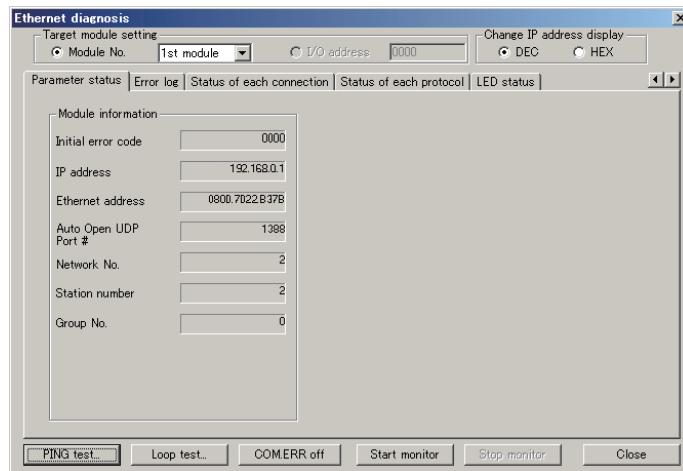 Ethernet diagnosis
Target module setting
Module No. 1st module I/O address 0000
Change IP address display
DEC HEX
Parameter status Error log Status of each connection Status of each protocol LED status
Module information
Initial error code 0000
IP address 192.168.0.1
Ethernet address 0800.7022.B37B
Auto Open UDP
Port # 1388
Network No. 2
Station number 2
Group No. 0
PING test... Loop test... COM.ERR off Start monitor Stop monitor Close